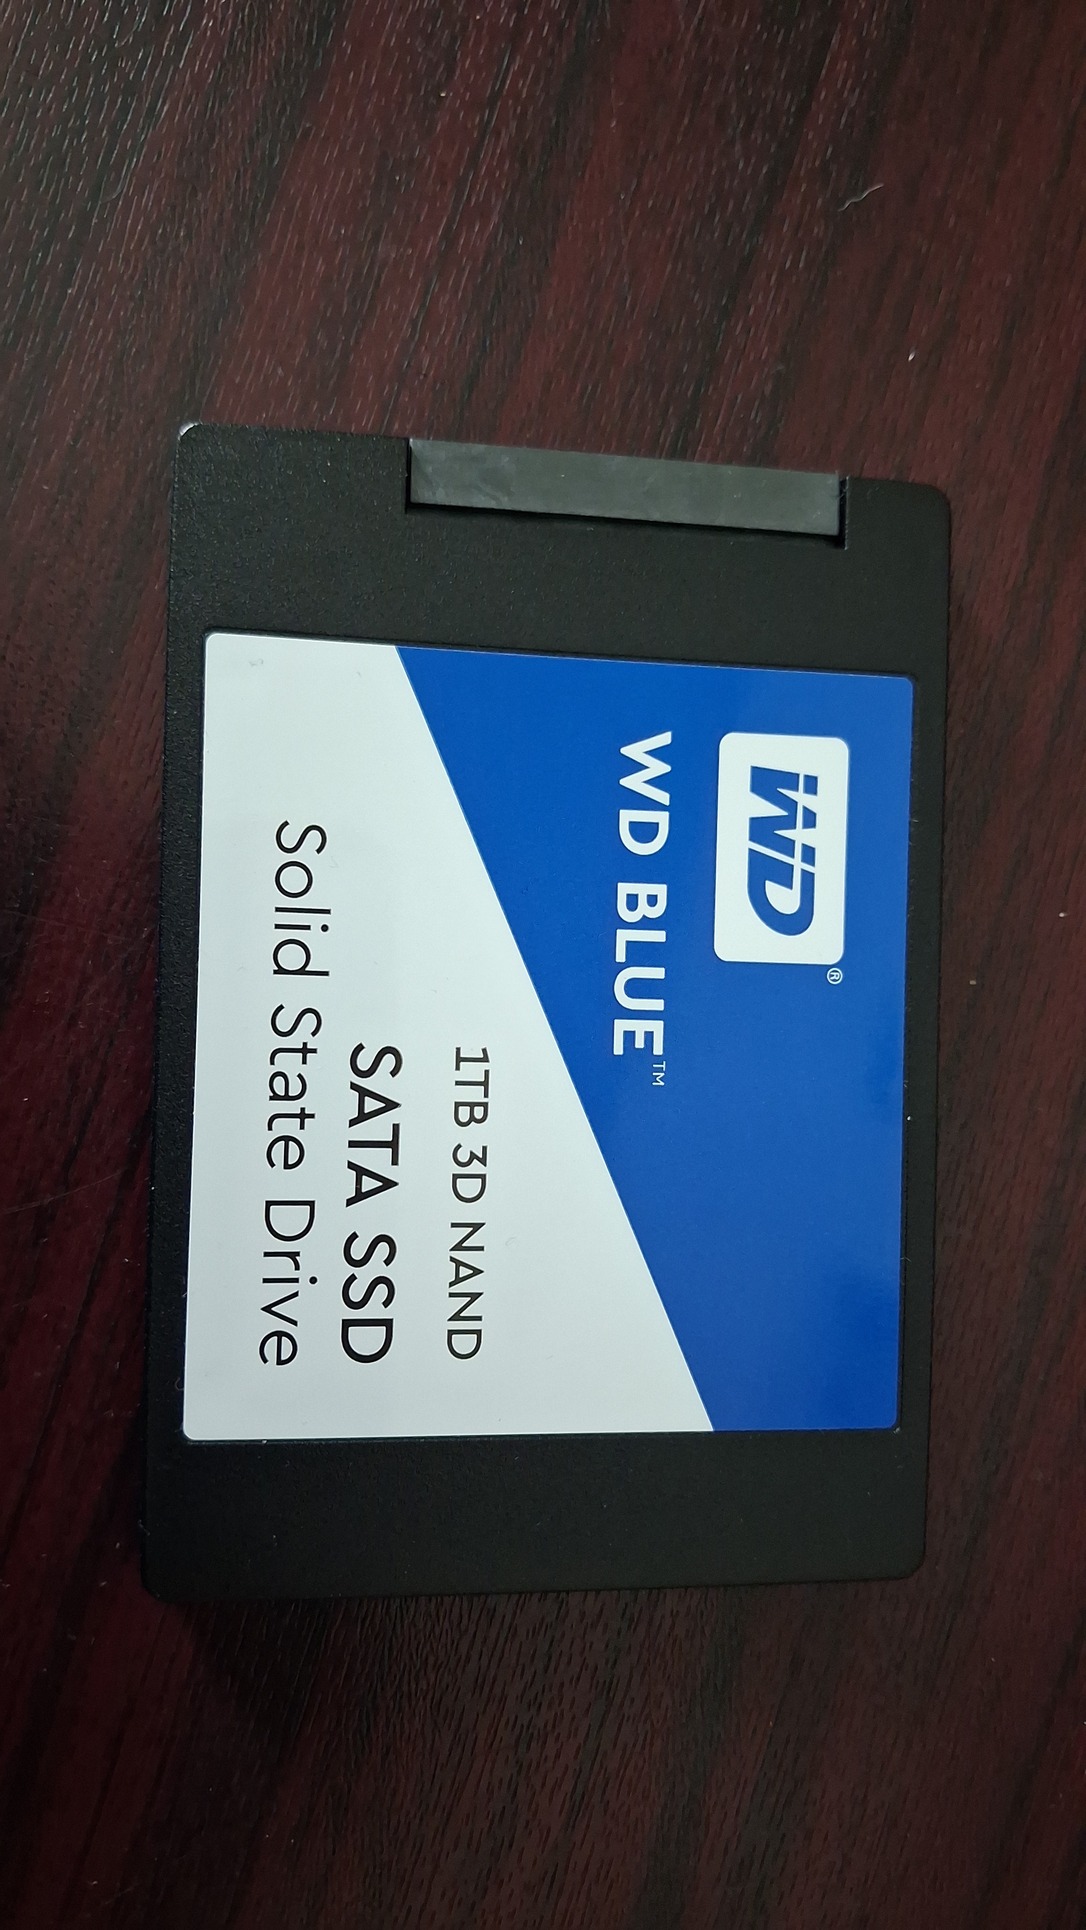 WD®
WD BLUE™
1TB 3D NAND
SATA SSD
Solid State Drive